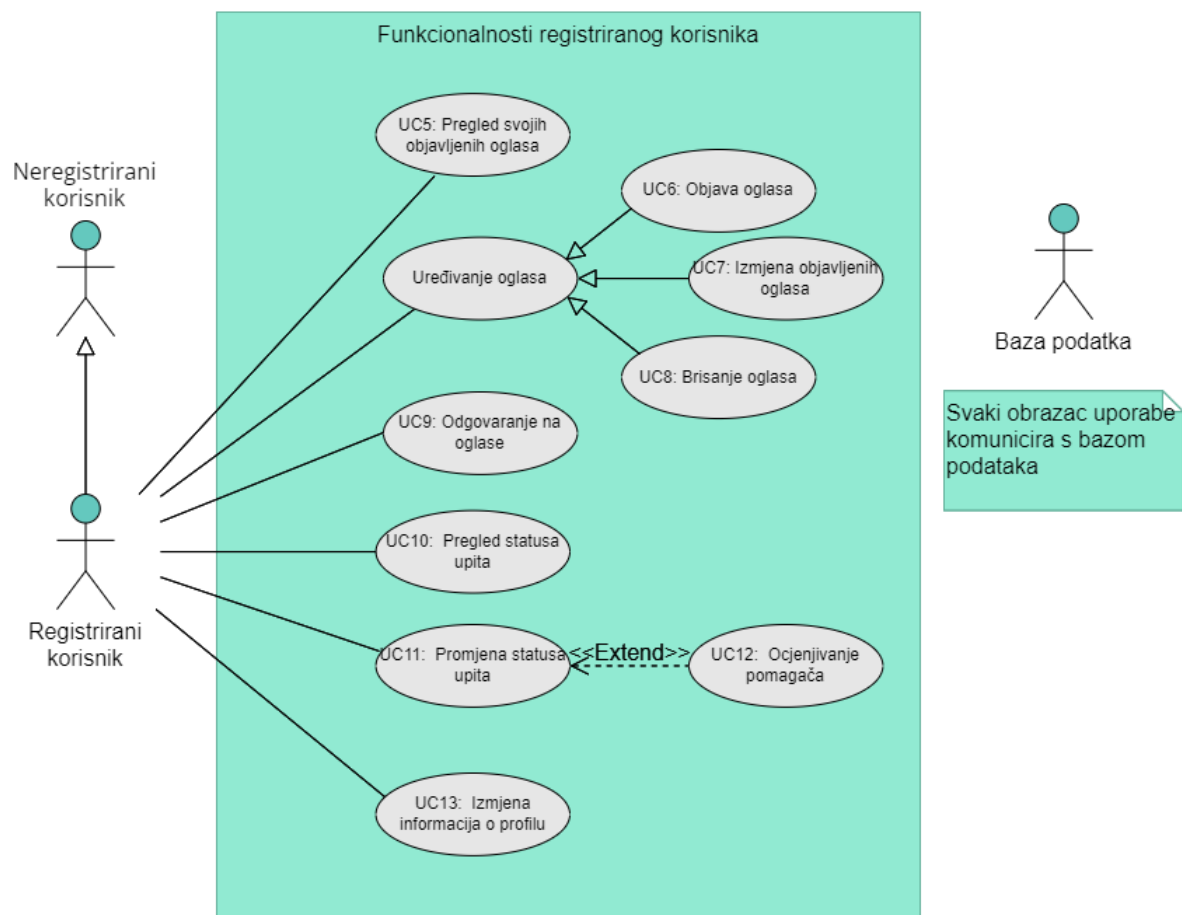 Funkcionalnosti registriranog korisnika
UC5: Pregled svojih
objavljenih oglasa
Neregistrirani
korisnik
UC6: Objava oglasa
Uređivanje oglasa
UC7: Izmjena objavljenih
oglasa
Baza podatka
UC8: Brisanje oglasa
Svaki obrazac uporabe
komunicira s bazom
podataka
UC9: Odgovaranje na
oglase
UC10: Pregled statusa
upita
Registrirani
korisnik
UC11: Promjena statusa
upita
<<Extend>>
UC12: Ocjenjivanje
pomagača
UC13: Izmjena
informacija o profilu